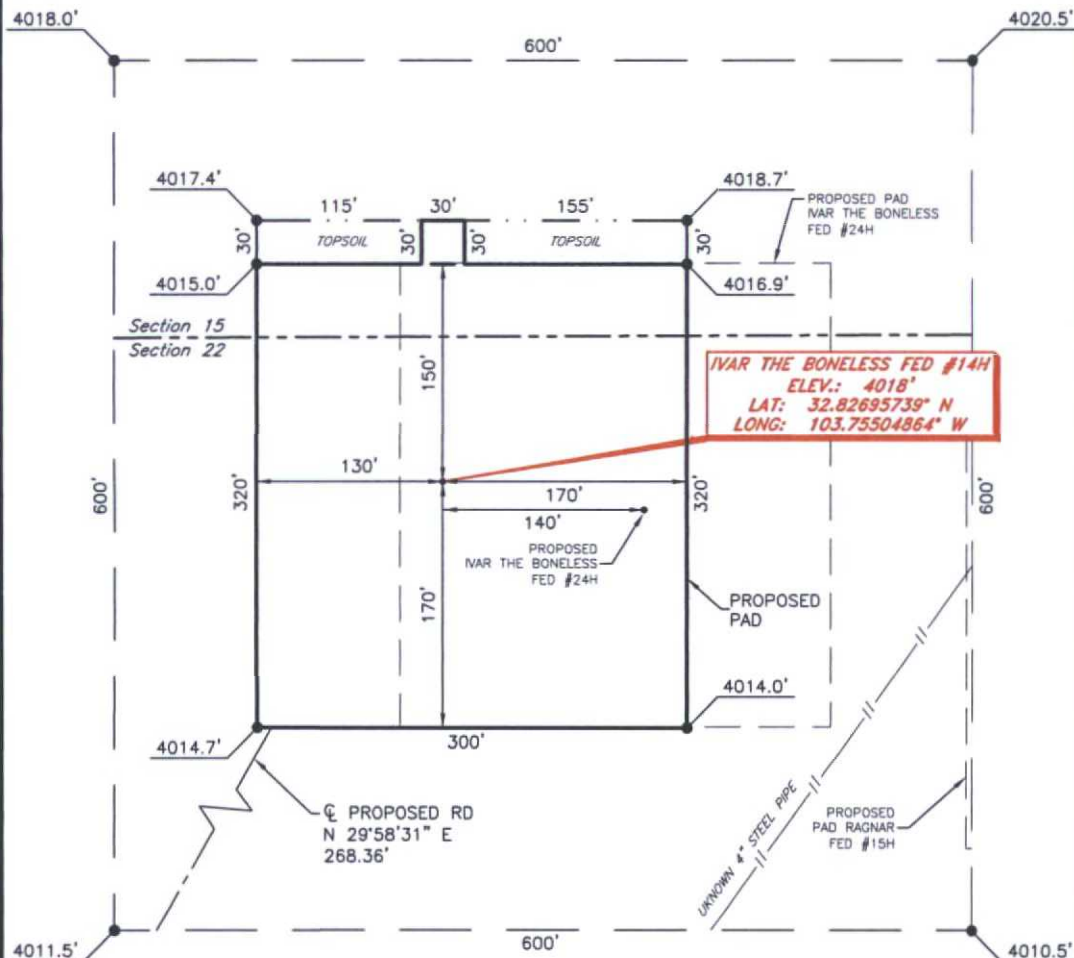 4018.0'
4020.5'
600'
4017.4'
4018.7'
115'
30'
155'
PROPOSED PAD
IVAR THE BONELESS
FED #24H
30'
TOPSOIL
30'
30'
TOPSOIL
30'
4015.0'
4016.9'
Section 15
Section 22
150'
IVAR THE BONELESS FED #14H
ELEV.: 4018'
LAT: 32.82695739° N
LONG: 103.75504864° W
600'
320'
130'
170'
320'
600'
140'
PROPOSED
IVAR THE BONELESS
FED #24H
170'
PROPOSED
PAD
4014.0'
4014.7'
300'
℄ PROPOSED RD
N 29°58'31" E
268.36'
UKNOWN 4" STEEL PIPE
PROPOSED
PAD RAGNAR
FED #15H
4011.5'
600'
4010.5'